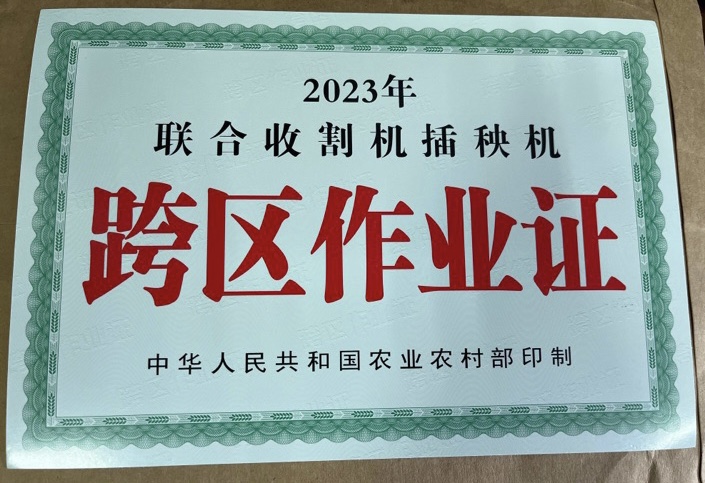 2023年
联合收割机插秧机
跨区作业证
中华人民共和国农业农村部印制